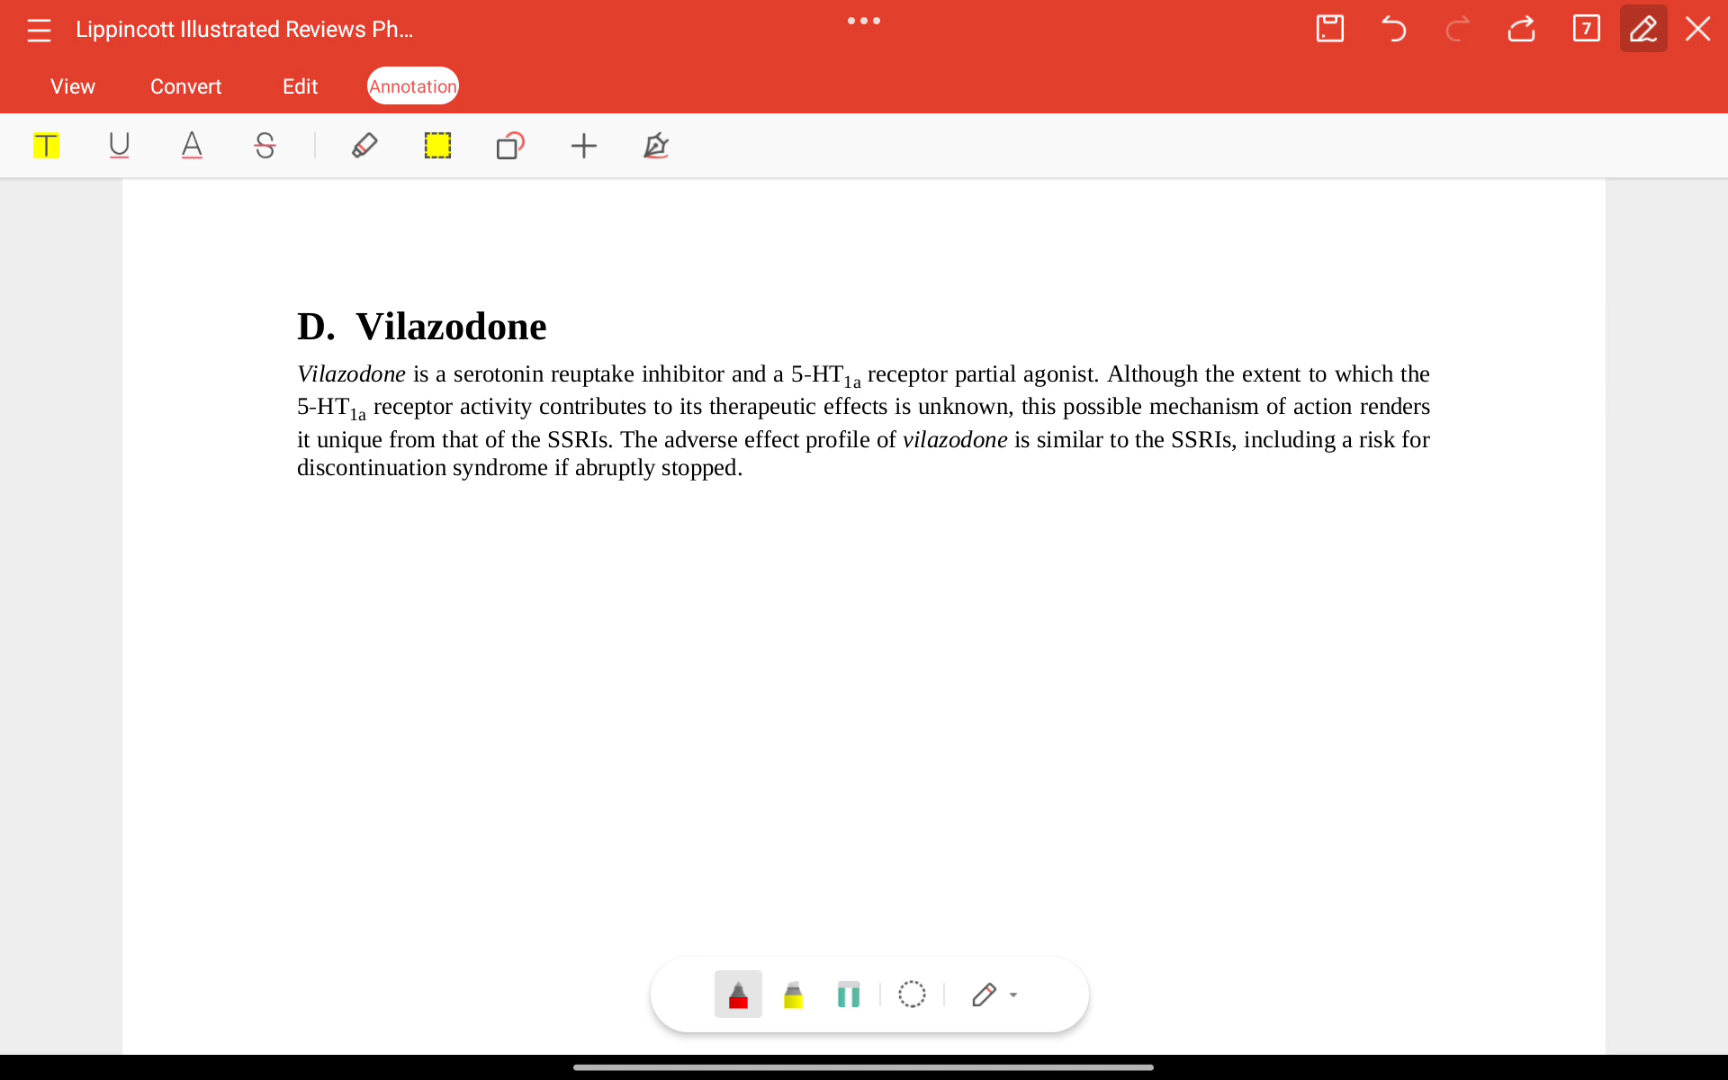 Lippincott Illustrated Reviews Ph...
7
View Convert Edit Annotation
T U A S
D. Vilazodone
Vilazodone is a serotonin reuptake inhibitor and a 5-HT1a receptor partial agonist. Although the extent to which the
5-HT1a receptor activity contributes to its therapeutic effects is unknown, this possible mechanism of action renders
it unique from that of the SSRIs. The adverse effect profile of vilazodone is similar to the SSRIs, including a risk for
discontinuation syndrome if abruptly stopped.